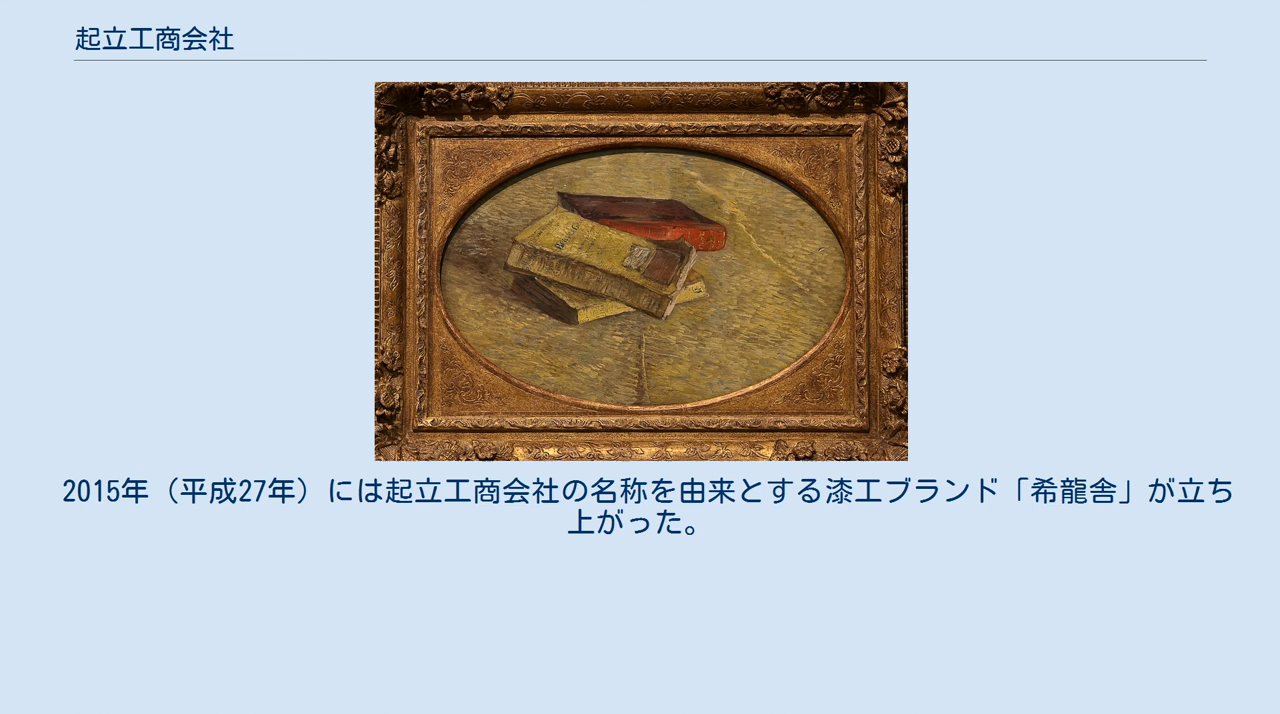 起立工商会社
2015年（平成27年）には起立工商会社の名称を由来とする漆工ブランド「希龍舎」が立ち
上がった。